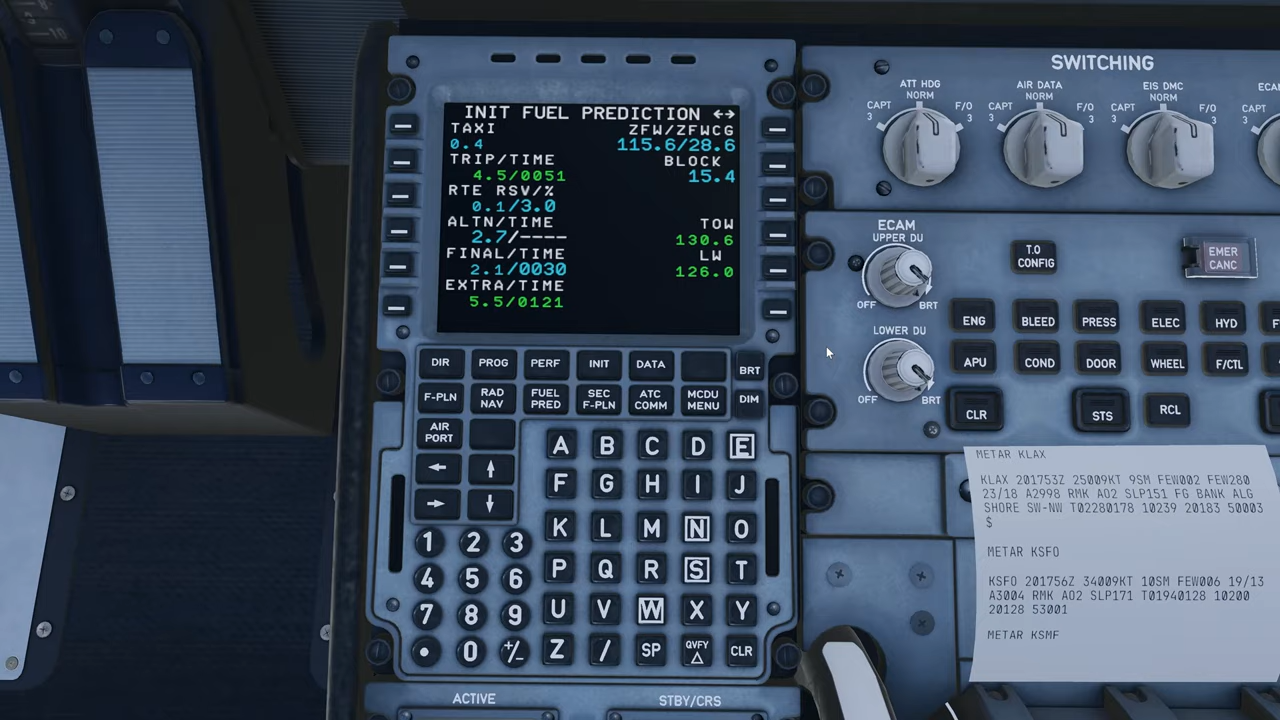 INIT FUEL PREDICTION ↔
TAXI ZFW/ZFWCG
0.4 115.6/28.6
TRIP/TIME BLOCK
4.5/0051 15.4
RTE RSV/%
0.1/3.0
ALTN/TIME TOW
2.7/---- 130.6
FINAL/TIME LW
2.1/0030 126.0
EXTRA/TIME
5.5/0121
DIR PROG PERF INIT DATA BRT
F-PLN RAD NAV FUEL PRED SEC F-PLN ATC COMM MCDU MENU DIM
AIR PORT
← ↑
→ ↓
A B C D E
F G H I J
K L M N O
P Q R S T
U V W X Y
Z / SP OVFY △ CLR
1 2 3
4 5 6
7 8 9
• 0 +/-
ACTIVE STBY/CRS
SWITCHING
ATT HDG AIR DATA EIS DMC
NORM NORM NORM
CAPT 3 F/O 3 CAPT 3 F/O 3 CAPT 3 F/O 3
ECAM
UPPER DU
OFF BRT
LOWER DU
OFF BRT
T.O CONFIG
EMER CANC
ENG BLEED PRESS ELEC HYD
APU COND DOOR WHEEL F/CTL
CLR STS RCL
METAR KLAX
KLAX 201753Z 25009KT 9SM FEW002 FEW280
23/18 A2998 RMK AO2 SLP151 FG BANK ALG
SHORE SW-NW T02280178 10239 20183 50003
$
METAR KSFO
KSFO 201756Z 34009KT 10SM FEW006 19/13
A3004 RMK AO2 SLP171 T01940128 10200
20128 53001
METAR KSMF